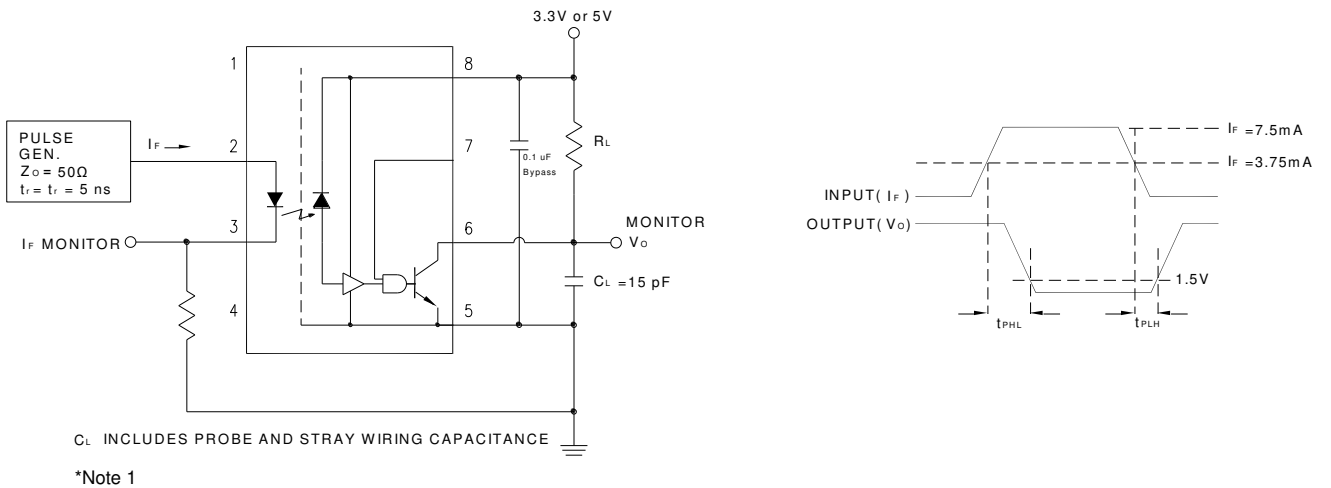 3.3V or 5V
1
8
PULSE
GEN.
Zo = 50Ω
tr = tr = 5 ns
IF
2
7
0.1 uF
Bypass
RL
3
6
MONITOR
Vo
IF MONITOR
CL =15 pF
4
5
CL INCLUDES PROBE AND STRAY WIRING CAPACITANCE
*Note 1
IF =7.5mA
IF =3.75mA
INPUT( IF )
OUTPUT( Vo)
1.5V
tPHL
tPLH